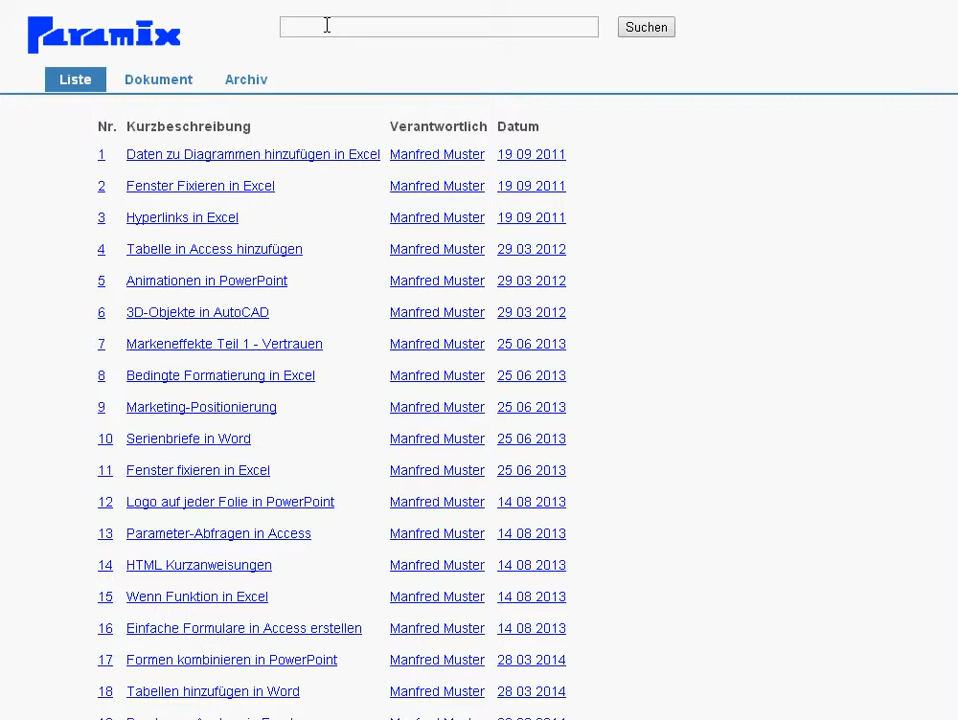 Paramix
Suchen
Liste Dokument Archiv
Nr. Kurzbeschreibung Verantwortlich Datum
1 Daten zu Diagrammen hinzufügen in Excel Manfred Muster 19 09 2011
2 Fenster Fixieren in Excel Manfred Muster 19 09 2011
3 Hyperlinks in Excel Manfred Muster 19 09 2011
4 Tabelle in Access hinzufügen Manfred Muster 29 03 2012
5 Animationen in PowerPoint Manfred Muster 29 03 2012
6 3D-Objekte in AutoCAD Manfred Muster 29 03 2012
7 Markeneffekte Teil 1 - Vertrauen Manfred Muster 25 06 2013
8 Bedingte Formatierung in Excel Manfred Muster 25 06 2013
9 Marketing-Positionierung Manfred Muster 25 06 2013
10 Serienbriefe in Word Manfred Muster 25 06 2013
11 Fenster fixieren in Excel Manfred Muster 25 06 2013
12 Logo auf jeder Folie in PowerPoint Manfred Muster 14 08 2013
13 Parameter-Abfragen in Access Manfred Muster 14 08 2013
14 HTML Kurzanweisungen Manfred Muster 14 08 2013
15 Wenn Funktion in Excel Manfred Muster 14 08 2013
16 Einfache Formulare in Access erstellen Manfred Muster 14 08 2013
17 Formen kombinieren in PowerPoint Manfred Muster 28 03 2014
18 Tabellen hinzufügen in Word Manfred Muster 28 03 2014